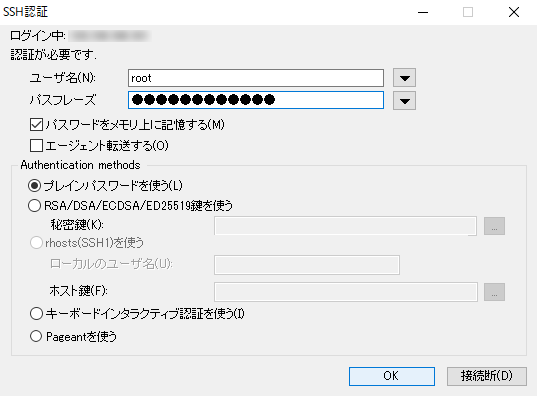 SSH認証
ログイン中:
認証が必要です.
ユーザ名(N): root
パスフレーズ ●●●●●●●●●●●●
パスワードをメモリ上に記憶する(M)
エージェント転送する(O)
Authentication methods
プレインパスワードを使う(L)
RSA/DSA/ECDSA/ED25519鍵を使う
秘密鍵(K): ...
rhosts(SSH1)を使う
ローカルのユーザ名(U):
ホスト鍵(F): ...
キーボードインタラクティブ認証を使う(I)
Pageantを使う
OK 接続断(D)